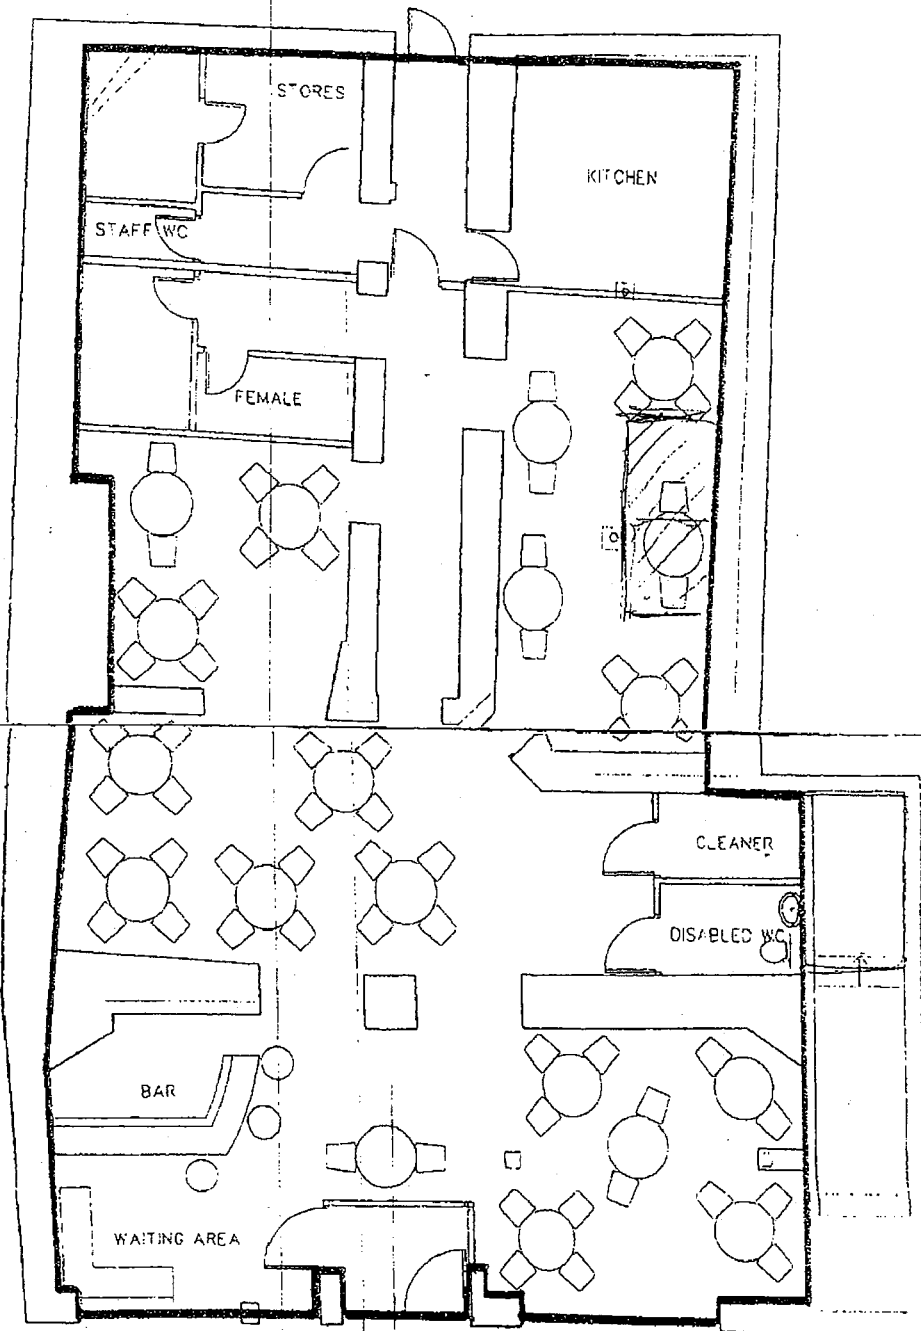 STORES
KITCHEN
STAFF WC
FEMALE
CLEANER
DISABLED WC
BAR
WAITING AREA